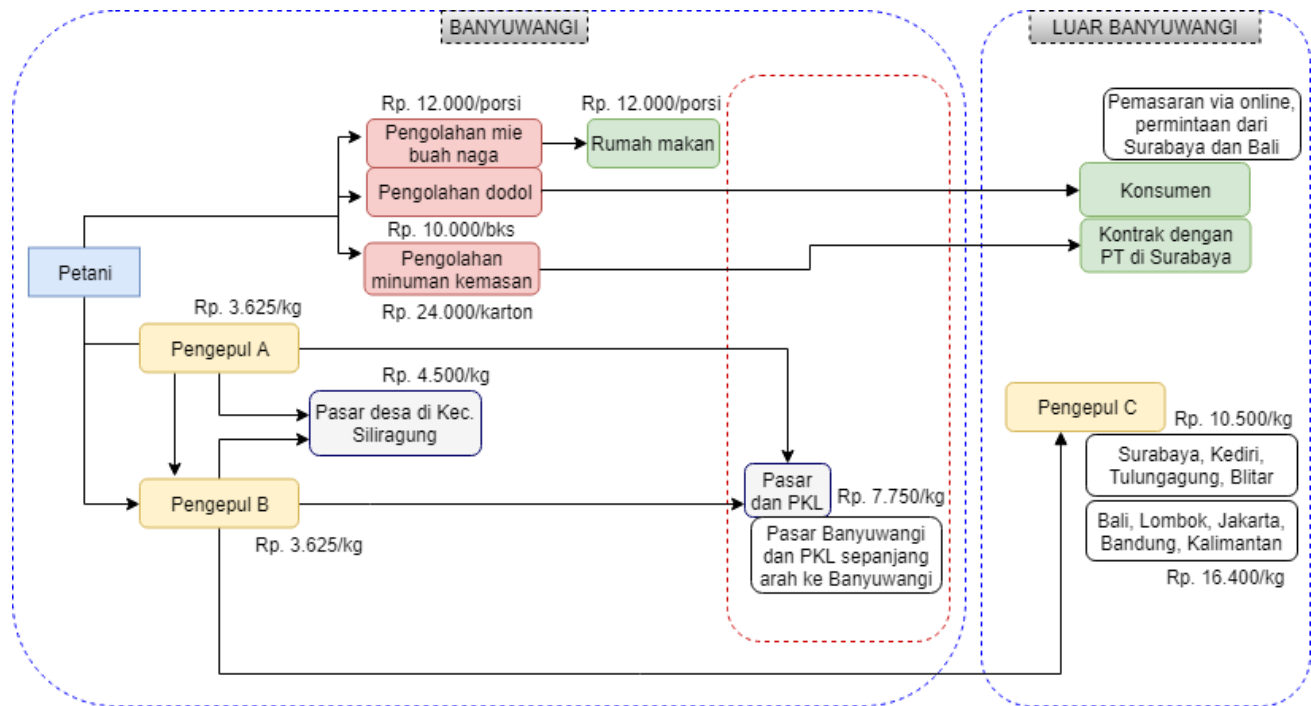 BANYUWANGI
LUAR BANYUWANGI
Rp. 12.000/porsi
Pengolahan mie
buah naga
Rp. 12.000/porsi
Rumah makan
Pengolahan dodol
Rp. 10.000/bks
Pengolahan
minuman kemasan
Rp. 24.000/karton
Petani
Rp. 3.625/kg
Pengepul A
Rp. 4.500/kg
Pasar desa di Kec.
Siliragung
Pengepul B
Rp. 3.625/kg
Pasar
dan PKL
Rp. 7.750/kg
Pasar Banyuwangi
dan PKL sepanjang
arah ke Banyuwangi
Pemasaran via online,
permintaan dari
Surabaya dan Bali
Konsumen
Kontrak dengan
PT di Surabaya
Pengepul C
Rp. 10.500/kg
Surabaya, Kediri,
Tulungagung, Blitar
Bali, Lombok, Jakarta,
Bandung, Kalimantan
Rp. 16.400/kg